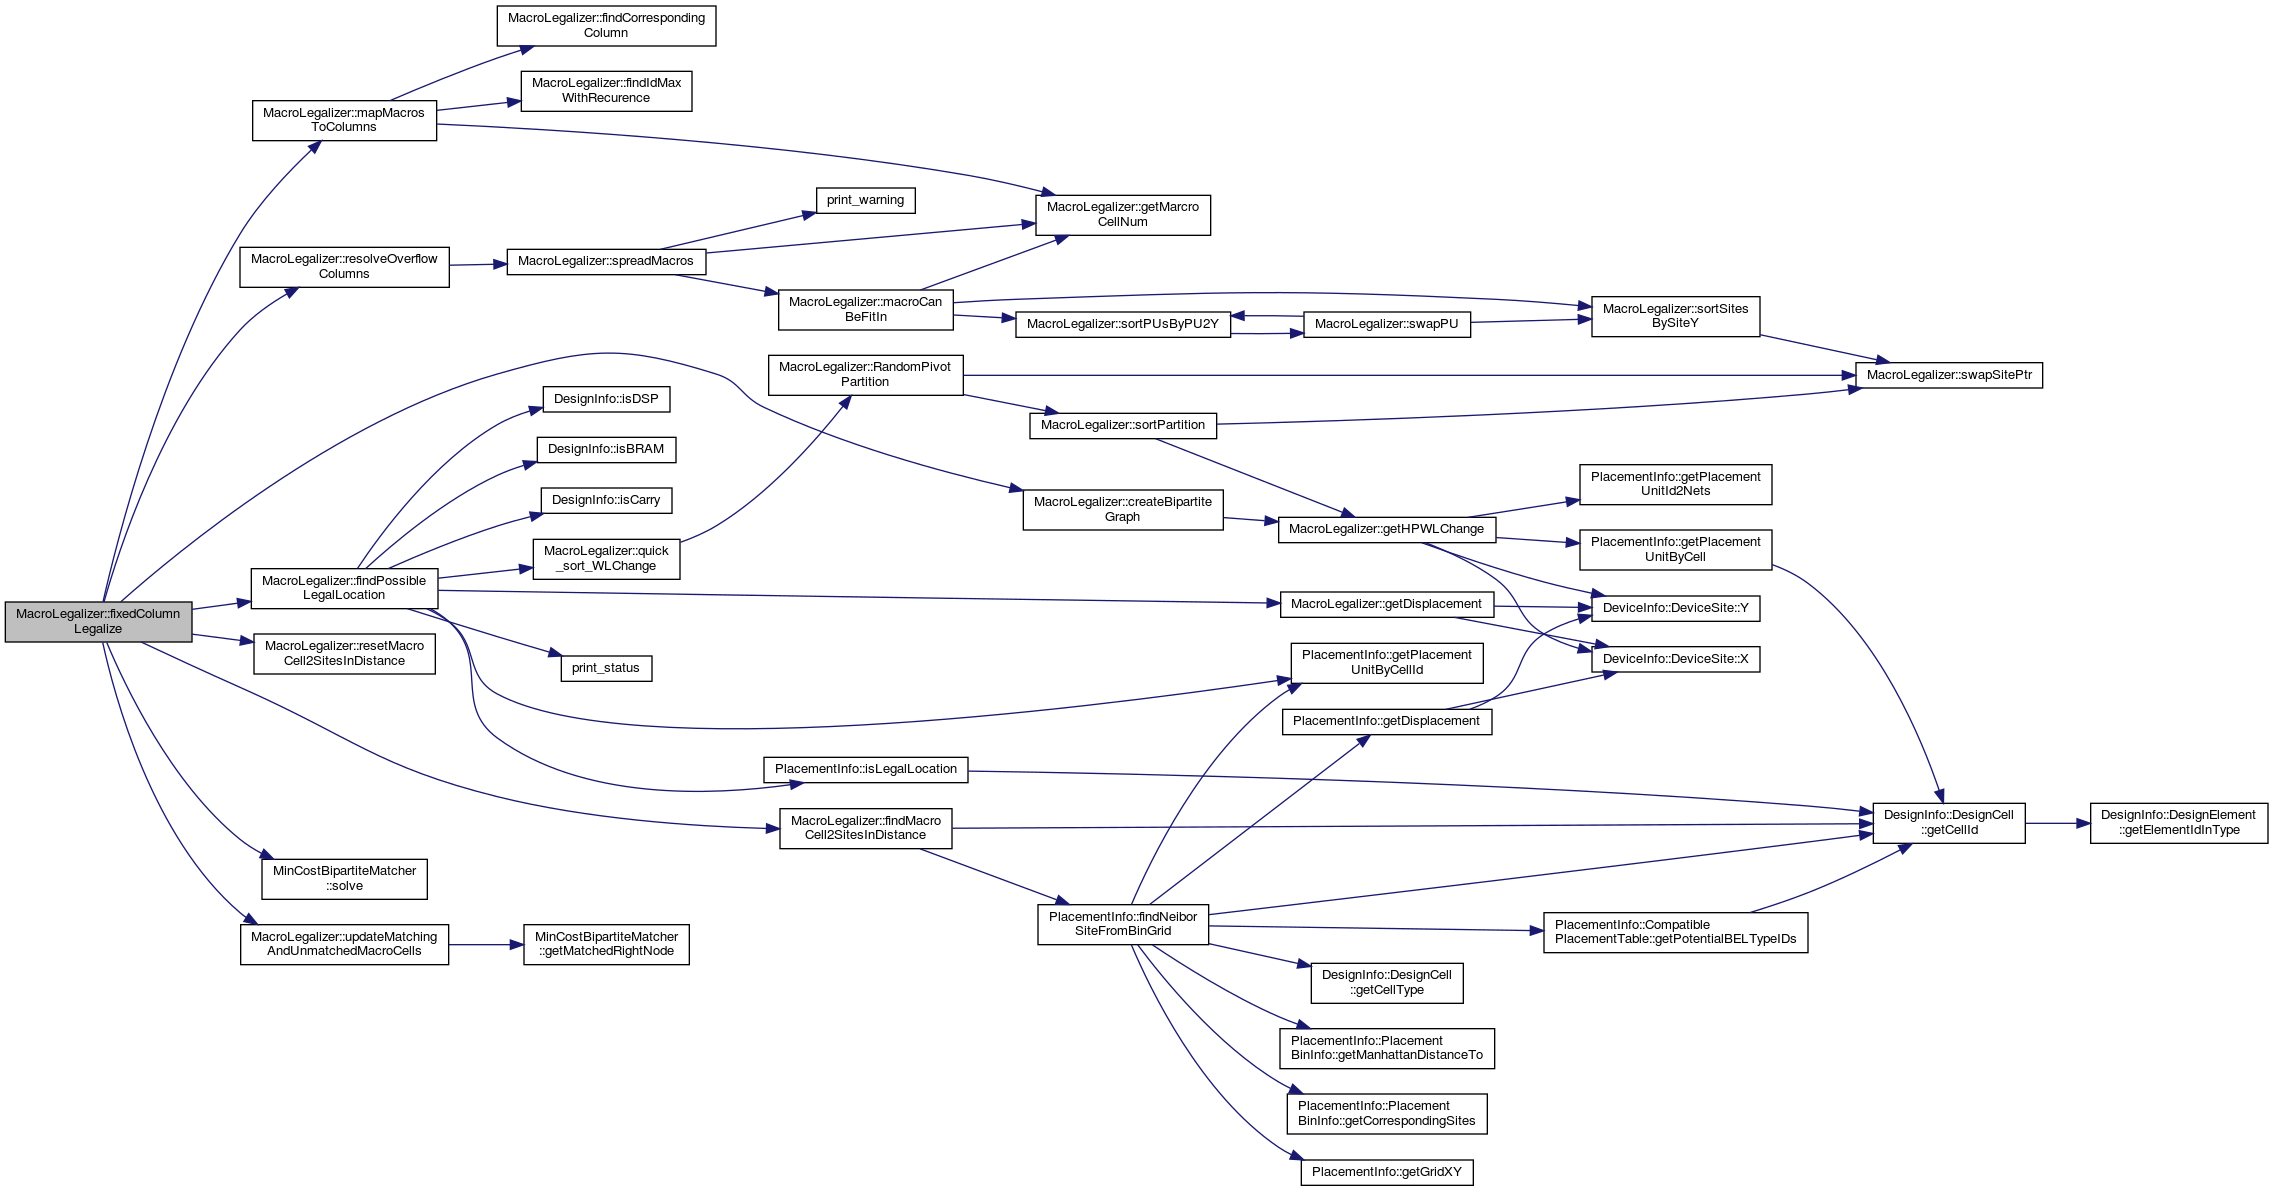 MacroLegalizer::fixedColumn
Legalize
MacroLegalizer::mapMacros
ToColumns
MacroLegalizer::resolveOverflow
Columns
MacroLegalizer::findPossible
LegalLocation
MacroLegalizer::resetMacro
Cell2SitesInDistance
MinCostBipartiteMatcher
::solve
MacroLegalizer::updateMatching
AndUnmatchedMacroCells
MacroLegalizer::findCorresponding
Column
MacroLegalizer::findIdMax
WithRecurence
MacroLegalizer::spreadMacros
DesignInfo::isDSP
DesignInfo::isBRAM
DesignInfo::isCarry
MacroLegalizer::quick
_sort_WLChange
print_status
MinCostBipartiteMatcher
::getMatchedRightNode
print_warning
MacroLegalizer::macroCan
BeFitIn
MacroLegalizer::RandomPivot
Partition
PlacementInfo::isLegalLocation
MacroLegalizer::findMacro
Cell2SitesInDistance
MacroLegalizer::getMarcro
CellNum
MacroLegalizer::sortPUsByPU2Y
MacroLegalizer::sortPartition
MacroLegalizer::createBipartite
Graph
PlacementInfo::findNeibor
SiteFromBinGrid
MacroLegalizer::swapPU
MacroLegalizer::getHPWLChange
MacroLegalizer::getDisplacement
PlacementInfo::getPlacement
UnitByCellId
PlacementInfo::getDisplacement
DesignInfo::DesignCell
::getCellType
PlacementInfo::Placement
BinInfo::getManhattanDistanceTo
PlacementInfo::Placement
BinInfo::getCorrespondingSites
PlacementInfo::getGridXY
MacroLegalizer::sortSites
BySiteY
PlacementInfo::getPlacement
UnitId2Nets
PlacementInfo::getPlacement
UnitByCell
DeviceInfo::DeviceSite::Y
DeviceInfo::DeviceSite::X
PlacementInfo::Compatible
PlacementTable::getPotentialBELTypeIDs
MacroLegalizer::swapSitePtr
DesignInfo::DesignCell
::getCellId
DesignInfo::DesignElement
::getElementIdInType